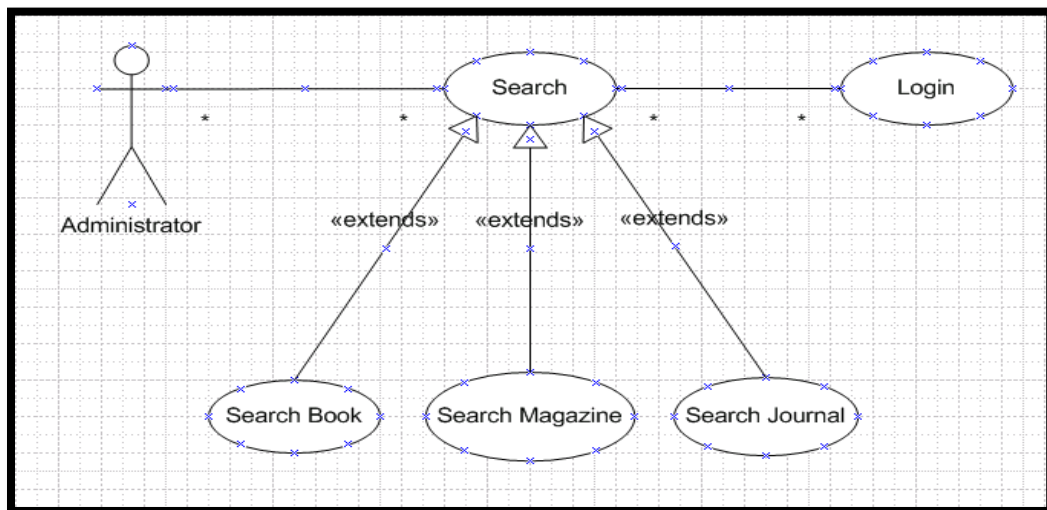 Search
Login
* * * *
Administrator
«extends» «extends» «extends»
Search Book
Search Magazine
Search Journal